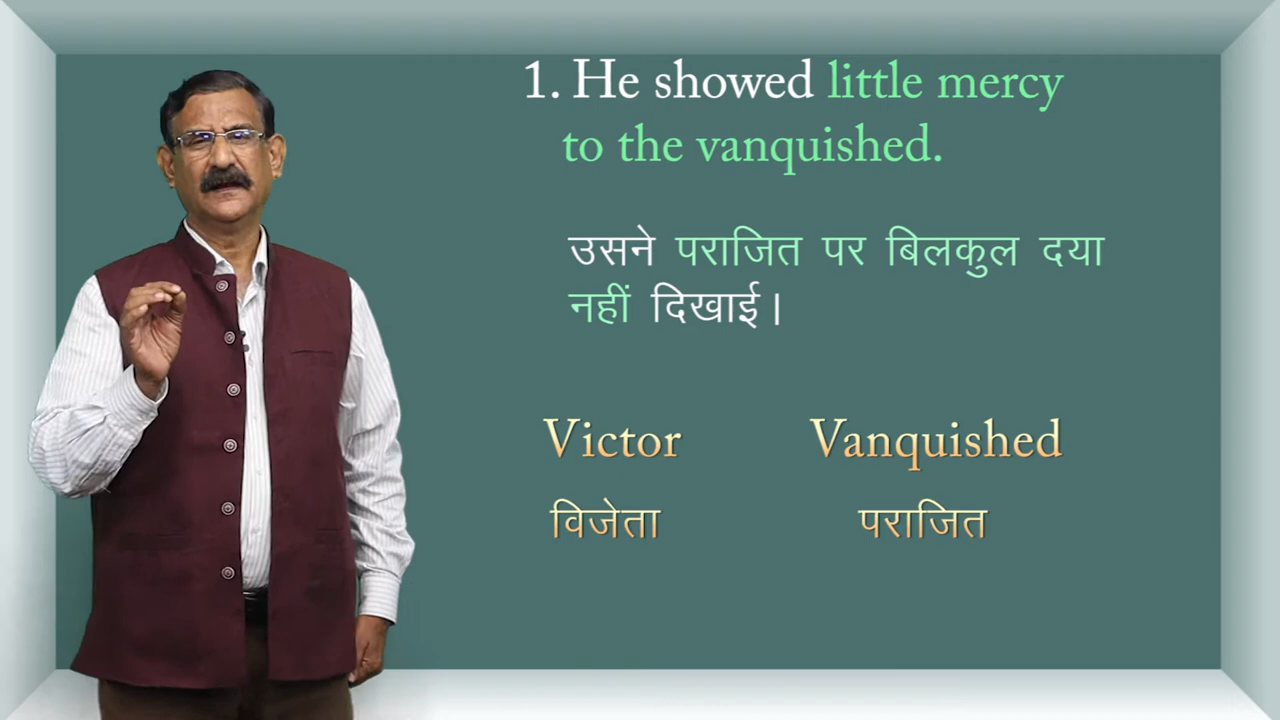 1. He showed little mercy
to the vanquished.
उसने पराजित पर बिलकुल दया
नहीं दिखाई।
Victor Vanquished
विजेता पराजित